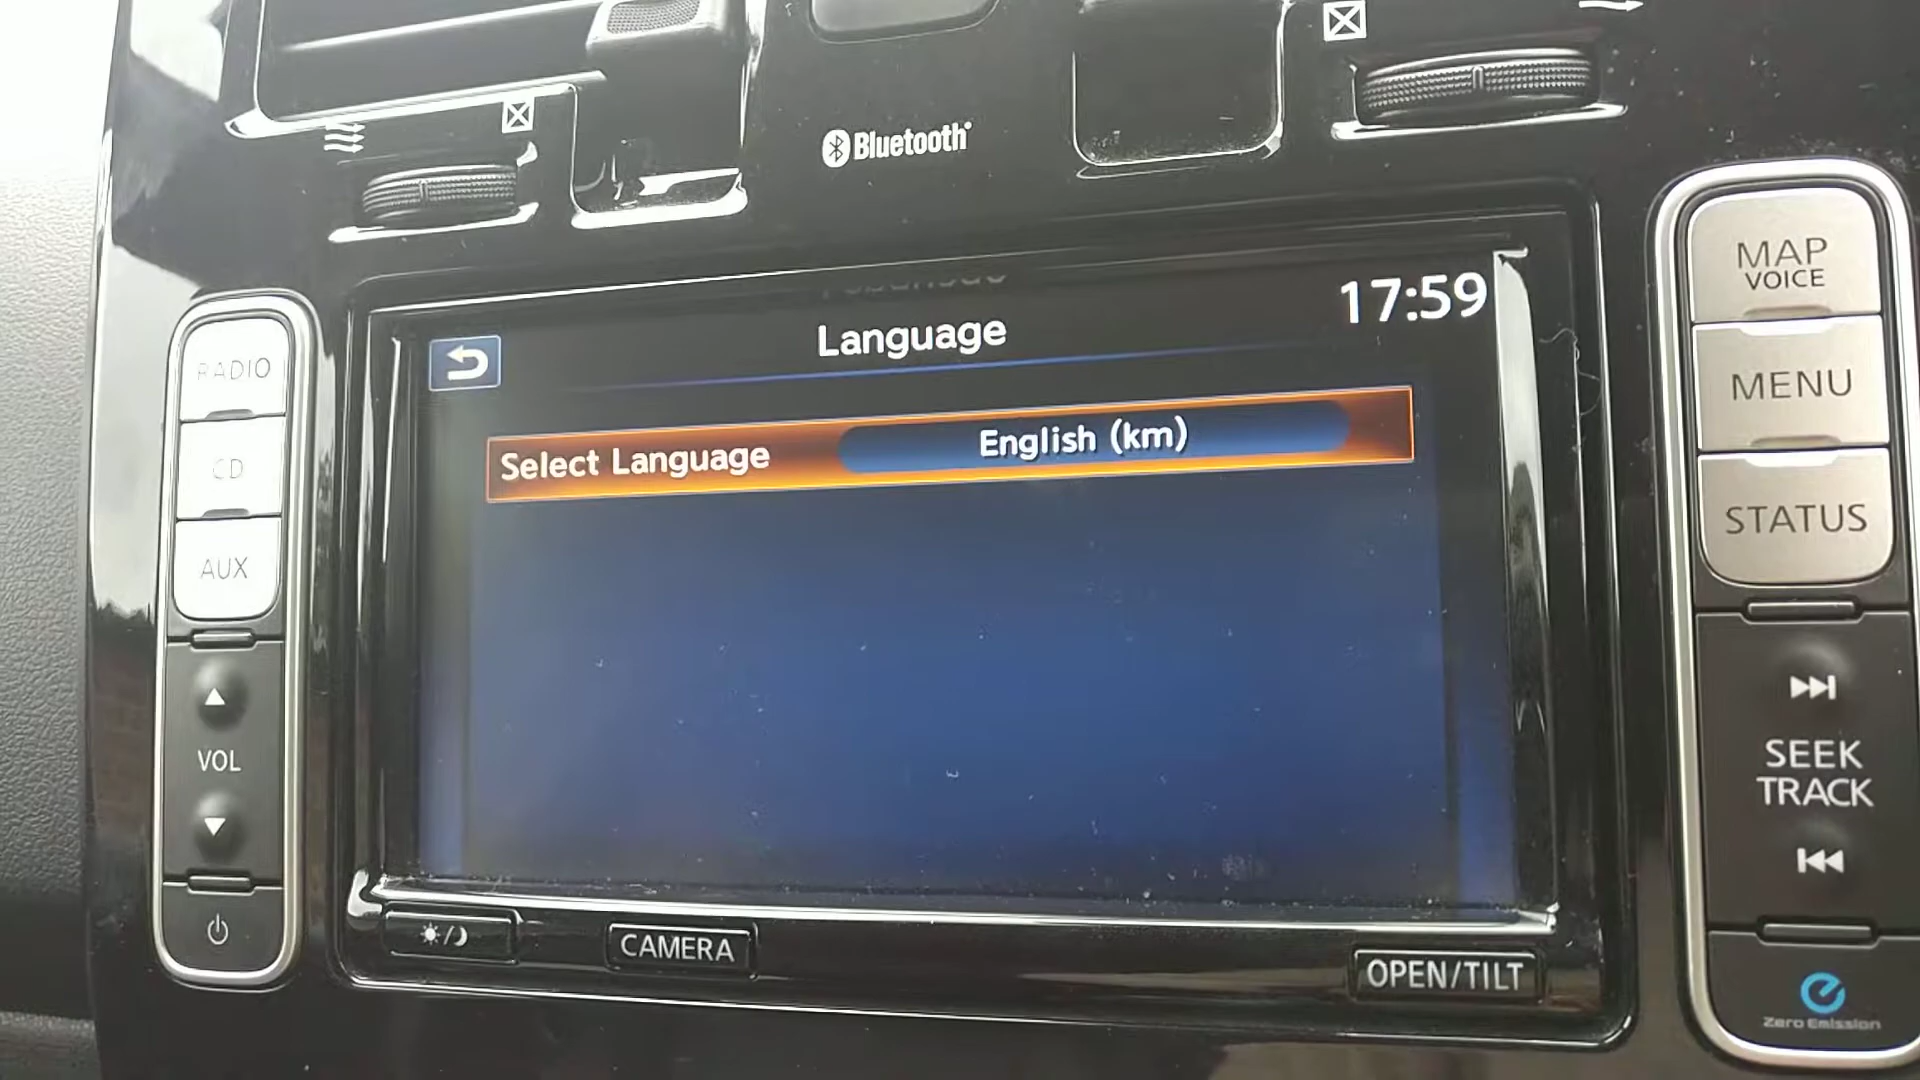 Bluetooth
MAP
VOICE
17:59
Language
RADIO
MENU
Select Language English (km)
CD
STATUS
AUX
VOL
SEEK
TRACK
CAMERA
OPEN/TILT
Zero Emission